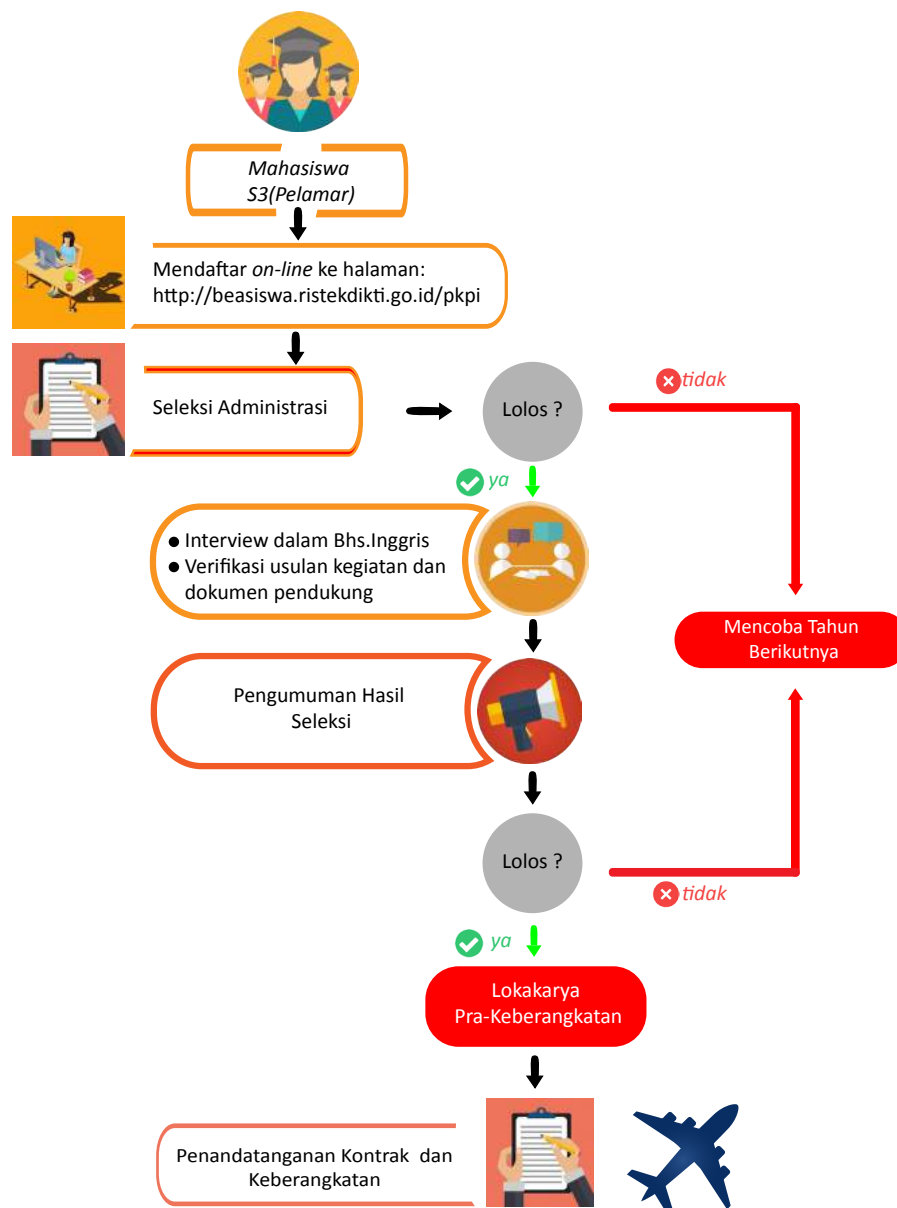 Mahasiswa
S3(Pelamar)
Mendaftar on-line ke halaman:
http://beasiswa.ristekdikti.go.id/pkpi
Seleksi Administrasi
Lolos ?
tidak
ya
● Interview dalam Bhs.Inggris
● Verifikasi usulan kegiatan dan
dokumen pendukung
Mencoba Tahun
Berikutnya
Pengumuman Hasil
Seleksi
Lolos ?
tidak
ya
Lokakarya
Pra-Keberangkatan
Penandatanganan Kontrak dan
Keberangkatan